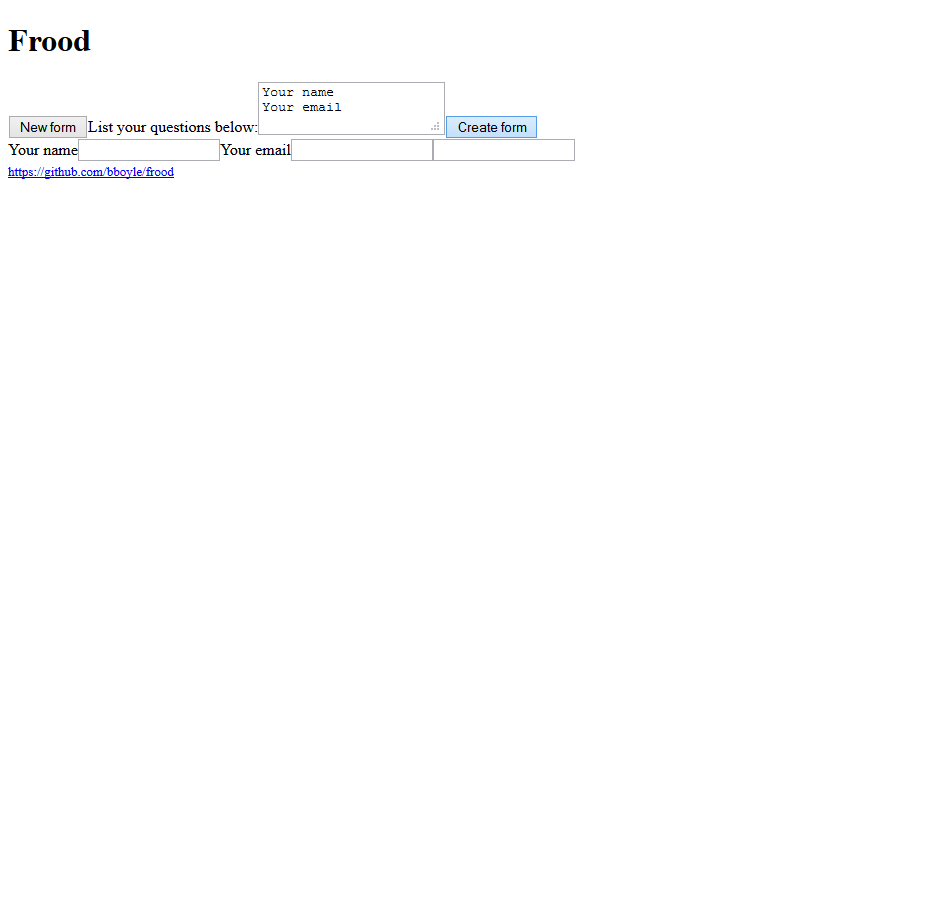 Frood
Your name
Your email
New form List your questions below: Create form
Your name Your email
https://github.com/bboyle/frood